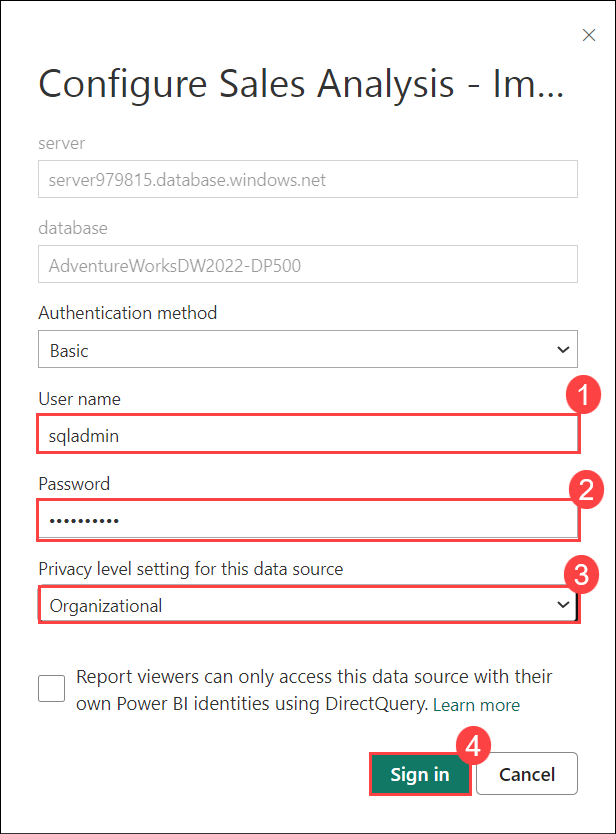 Configure Sales Analysis - Im...
server
server979815.database.windows.net
database
AdventureWorksDW2022-DP500
Authentication method
Basic
User name
1
sqladmin
Password
2
••••••••••
Privacy level setting for this data source
3
Organizational
Report viewers can only access this data source with their
own Power BI identities using DirectQuery. Learn more
4
Sign in
Cancel